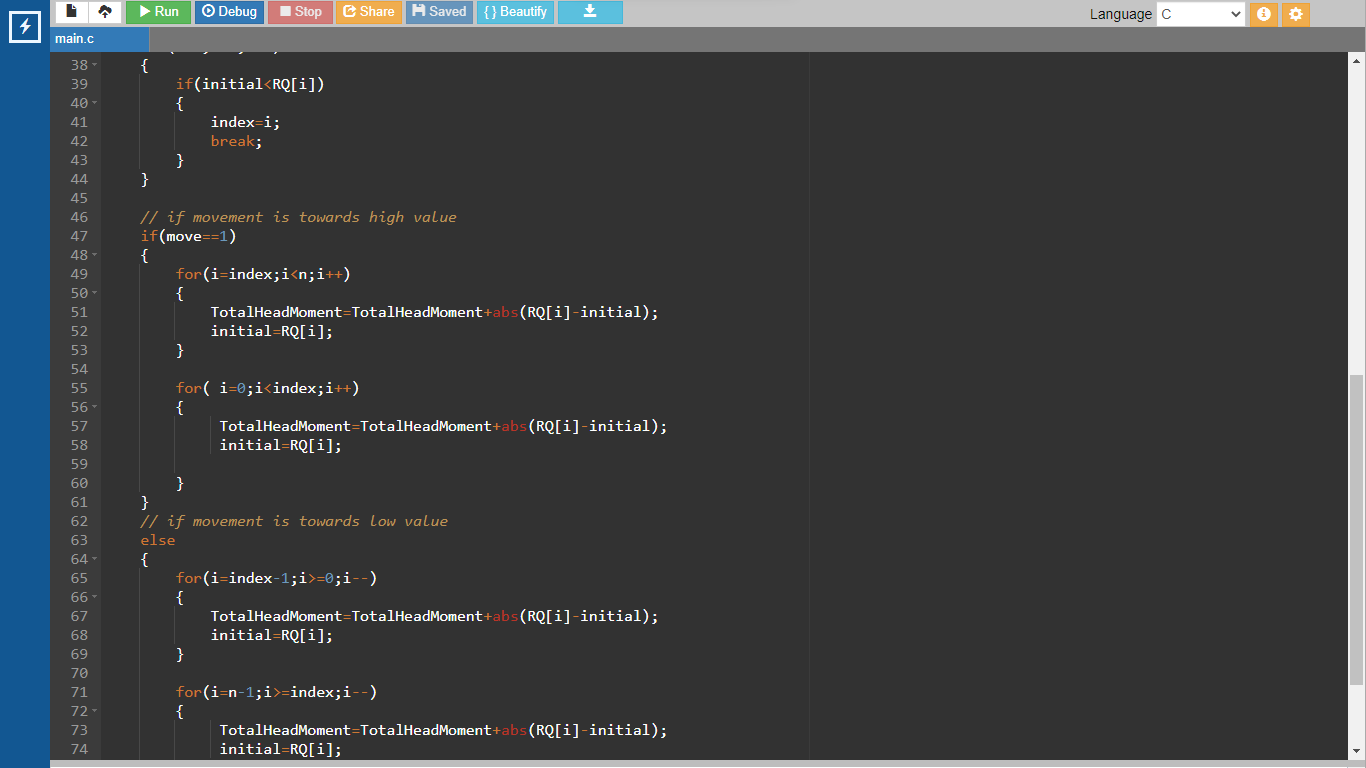 Run Debug Stop Share Saved { } Beautify Language C
main.c
38 {
39 if(initial<RQ[i])
40 {
41 index=i;
42 break;
43 }
44 }
45
46 // if movement is towards high value
47 if(move==1)
48 {
49 for(i=index;i<n;i++)
50 {
51 TotalHeadMoment=TotalHeadMoment+abs(RQ[i]-initial);
52 initial=RQ[i];
53 }
54
55 for( i=0;i<index;i++)
56 {
57 TotalHeadMoment=TotalHeadMoment+abs(RQ[i]-initial);
58 initial=RQ[i];
59
60 }
61 }
62 // if movement is towards low value
63 else
64 {
65 for(i=index-1;i>=0;i--)
66 {
67 TotalHeadMoment=TotalHeadMoment+abs(RQ[i]-initial);
68 initial=RQ[i];
69 }
70
71 for(i=n-1;i>=index;i--)
72 {
73 TotalHeadMoment=TotalHeadMoment+abs(RQ[i]-initial);
74 initial=RQ[i];